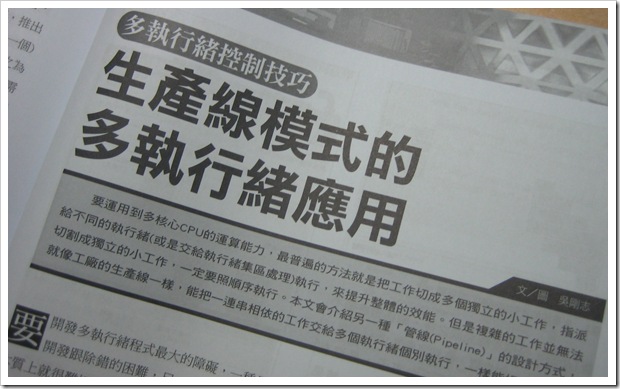 ，推出
一個)
之為
多執行緒控制技巧
生產線模式的
多執行緒應用
文／圖 吳剛志
要運用到多核心CPU的運算能力，最普遍的方法就是把工作切成多個獨立的小工作，指派
給不同的執行緒(或是交給執行緒集區處理)執行，來提升整體的效能。但是複雜的工作並無法
切割成獨立的小工作，一定要照順序執行。本文會介紹另一種「管線(Pipeline)」的設計方式，
就像工廠的生產線一樣，能把一連串相依的工作交給多個執行緒個別執行，一樣能
要
開發多執行緒程式最大的障礙，一種
開發跟除錯的困難，